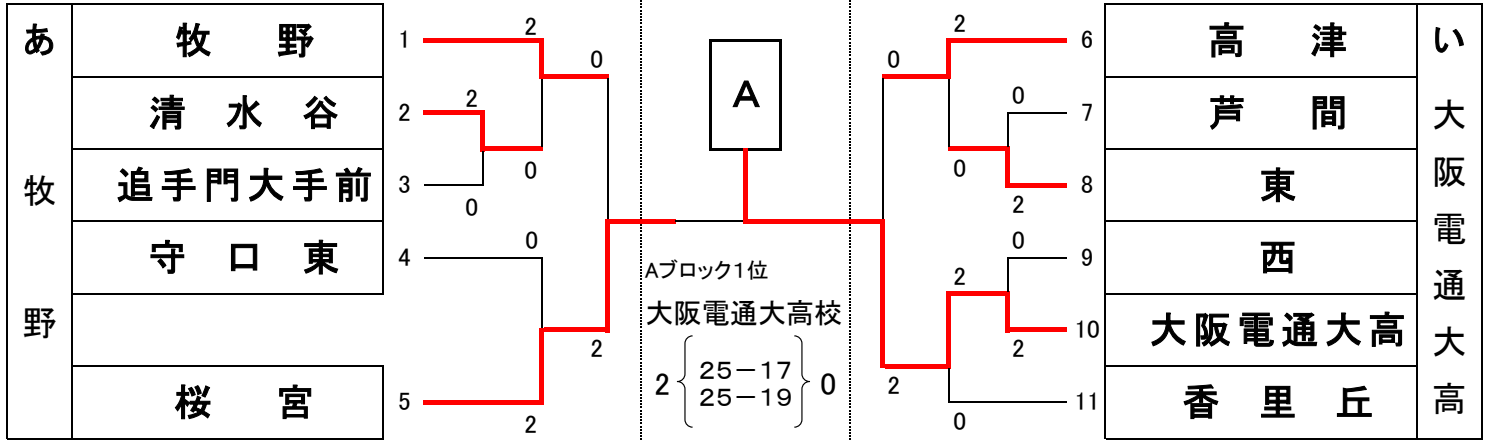 あ 牧 野
牧 野 1 2
清 水 谷 2 2
追手門大手前 3 0
守 口 東 4 0
桜 宮 5 2
0
0
2
A
Aブロック1位
大阪電通大高校
2 { 25-17 25-19 } 0
0
0
2
2
2 6 高 津
0 7 芦 間
2 8 東
0 9 西
2 10 大阪電通大高
0 11 香 里 丘
い 大 阪 電 通 大 高